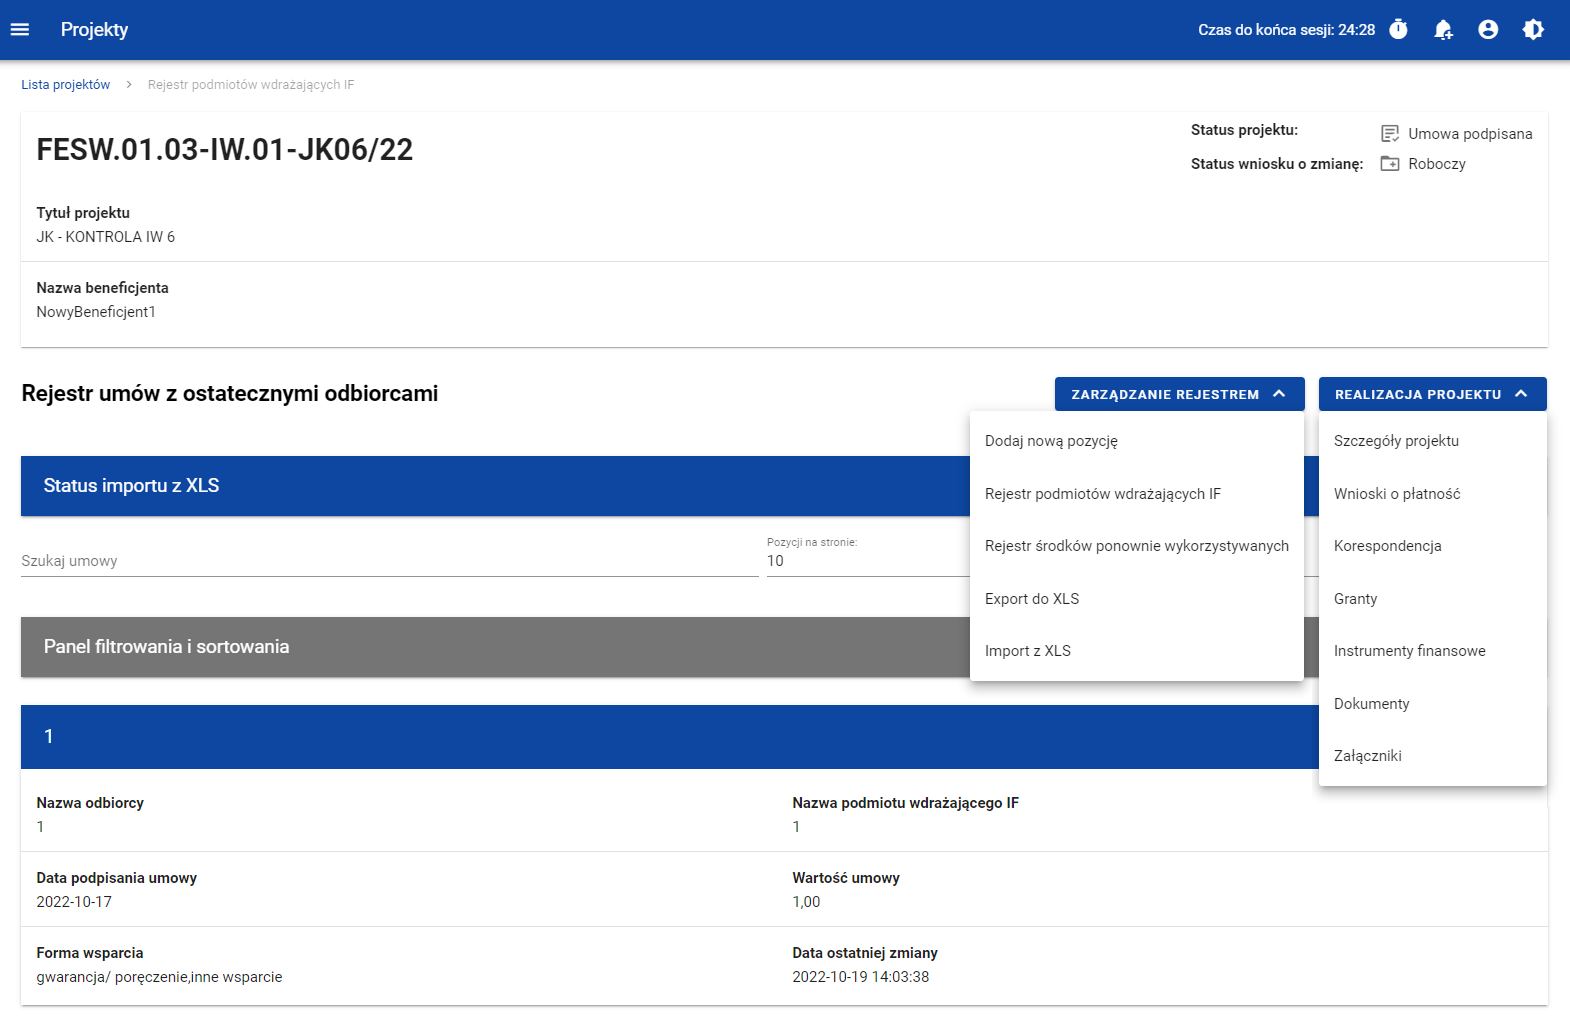 Projekty
Czas do końca sesji: 24:28
Lista projektów > Rejestr podmiotów wdrażających IF
FESW.01.03-IW.01-JK06/22
Status projektu: Umowa podpisana
Status wniosku o zmianę: Roboczy
Tytuł projektu
JK - KONTROLA IW 6
Nazwa beneficjenta
NowyBeneficjent1
Rejestr umów z ostatecznymi odbiorcami
ZARZĄDZANIE REJESTREM
Dodaj nową pozycję
Rejestr podmiotów wdrażających IF
Rejestr środków ponownie wykorzystywanych
Export do XLS
Import z XLS
REALIZACJA PROJEKTU
Szczegóły projektu
Wnioski o płatność
Korespondencja
Granty
Instrumenty finansowe
Dokumenty
Załączniki
Status importu z XLS
Szukaj umowy
Pozycji na stronie:
10
Panel filtrowania i sortowania
1
Nazwa odbiorcy
1
Nazwa podmiotu wdrażającego IF
1
Data podpisania umowy
2022-10-17
Wartość umowy
1,00
Forma wsparcia
gwarancja/ poręczenie,inne wsparcie
Data ostatniej zmiany
2022-10-19 14:03:38